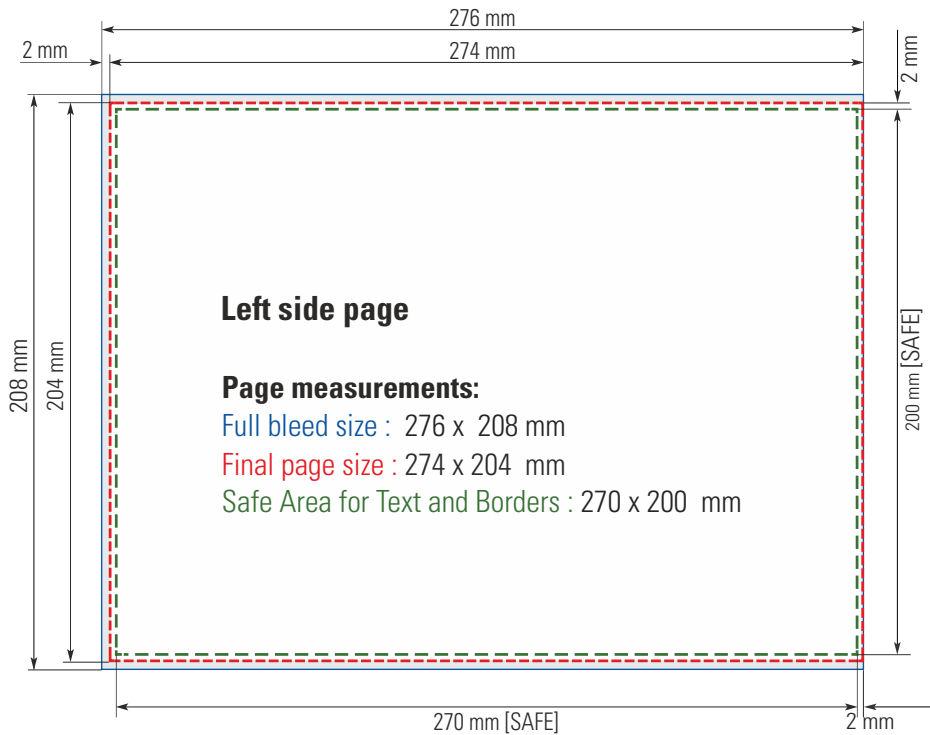 276 mm
2 mm
274 mm
2 mm
208 mm
204 mm
200 mm [SAFE]
Left side page
Page measurements:
Full bleed size : 276 x 208 mm
Final page size : 274 x 204 mm
Safe Area for Text and Borders : 270 x 200 mm
270 mm [SAFE]
2 mm